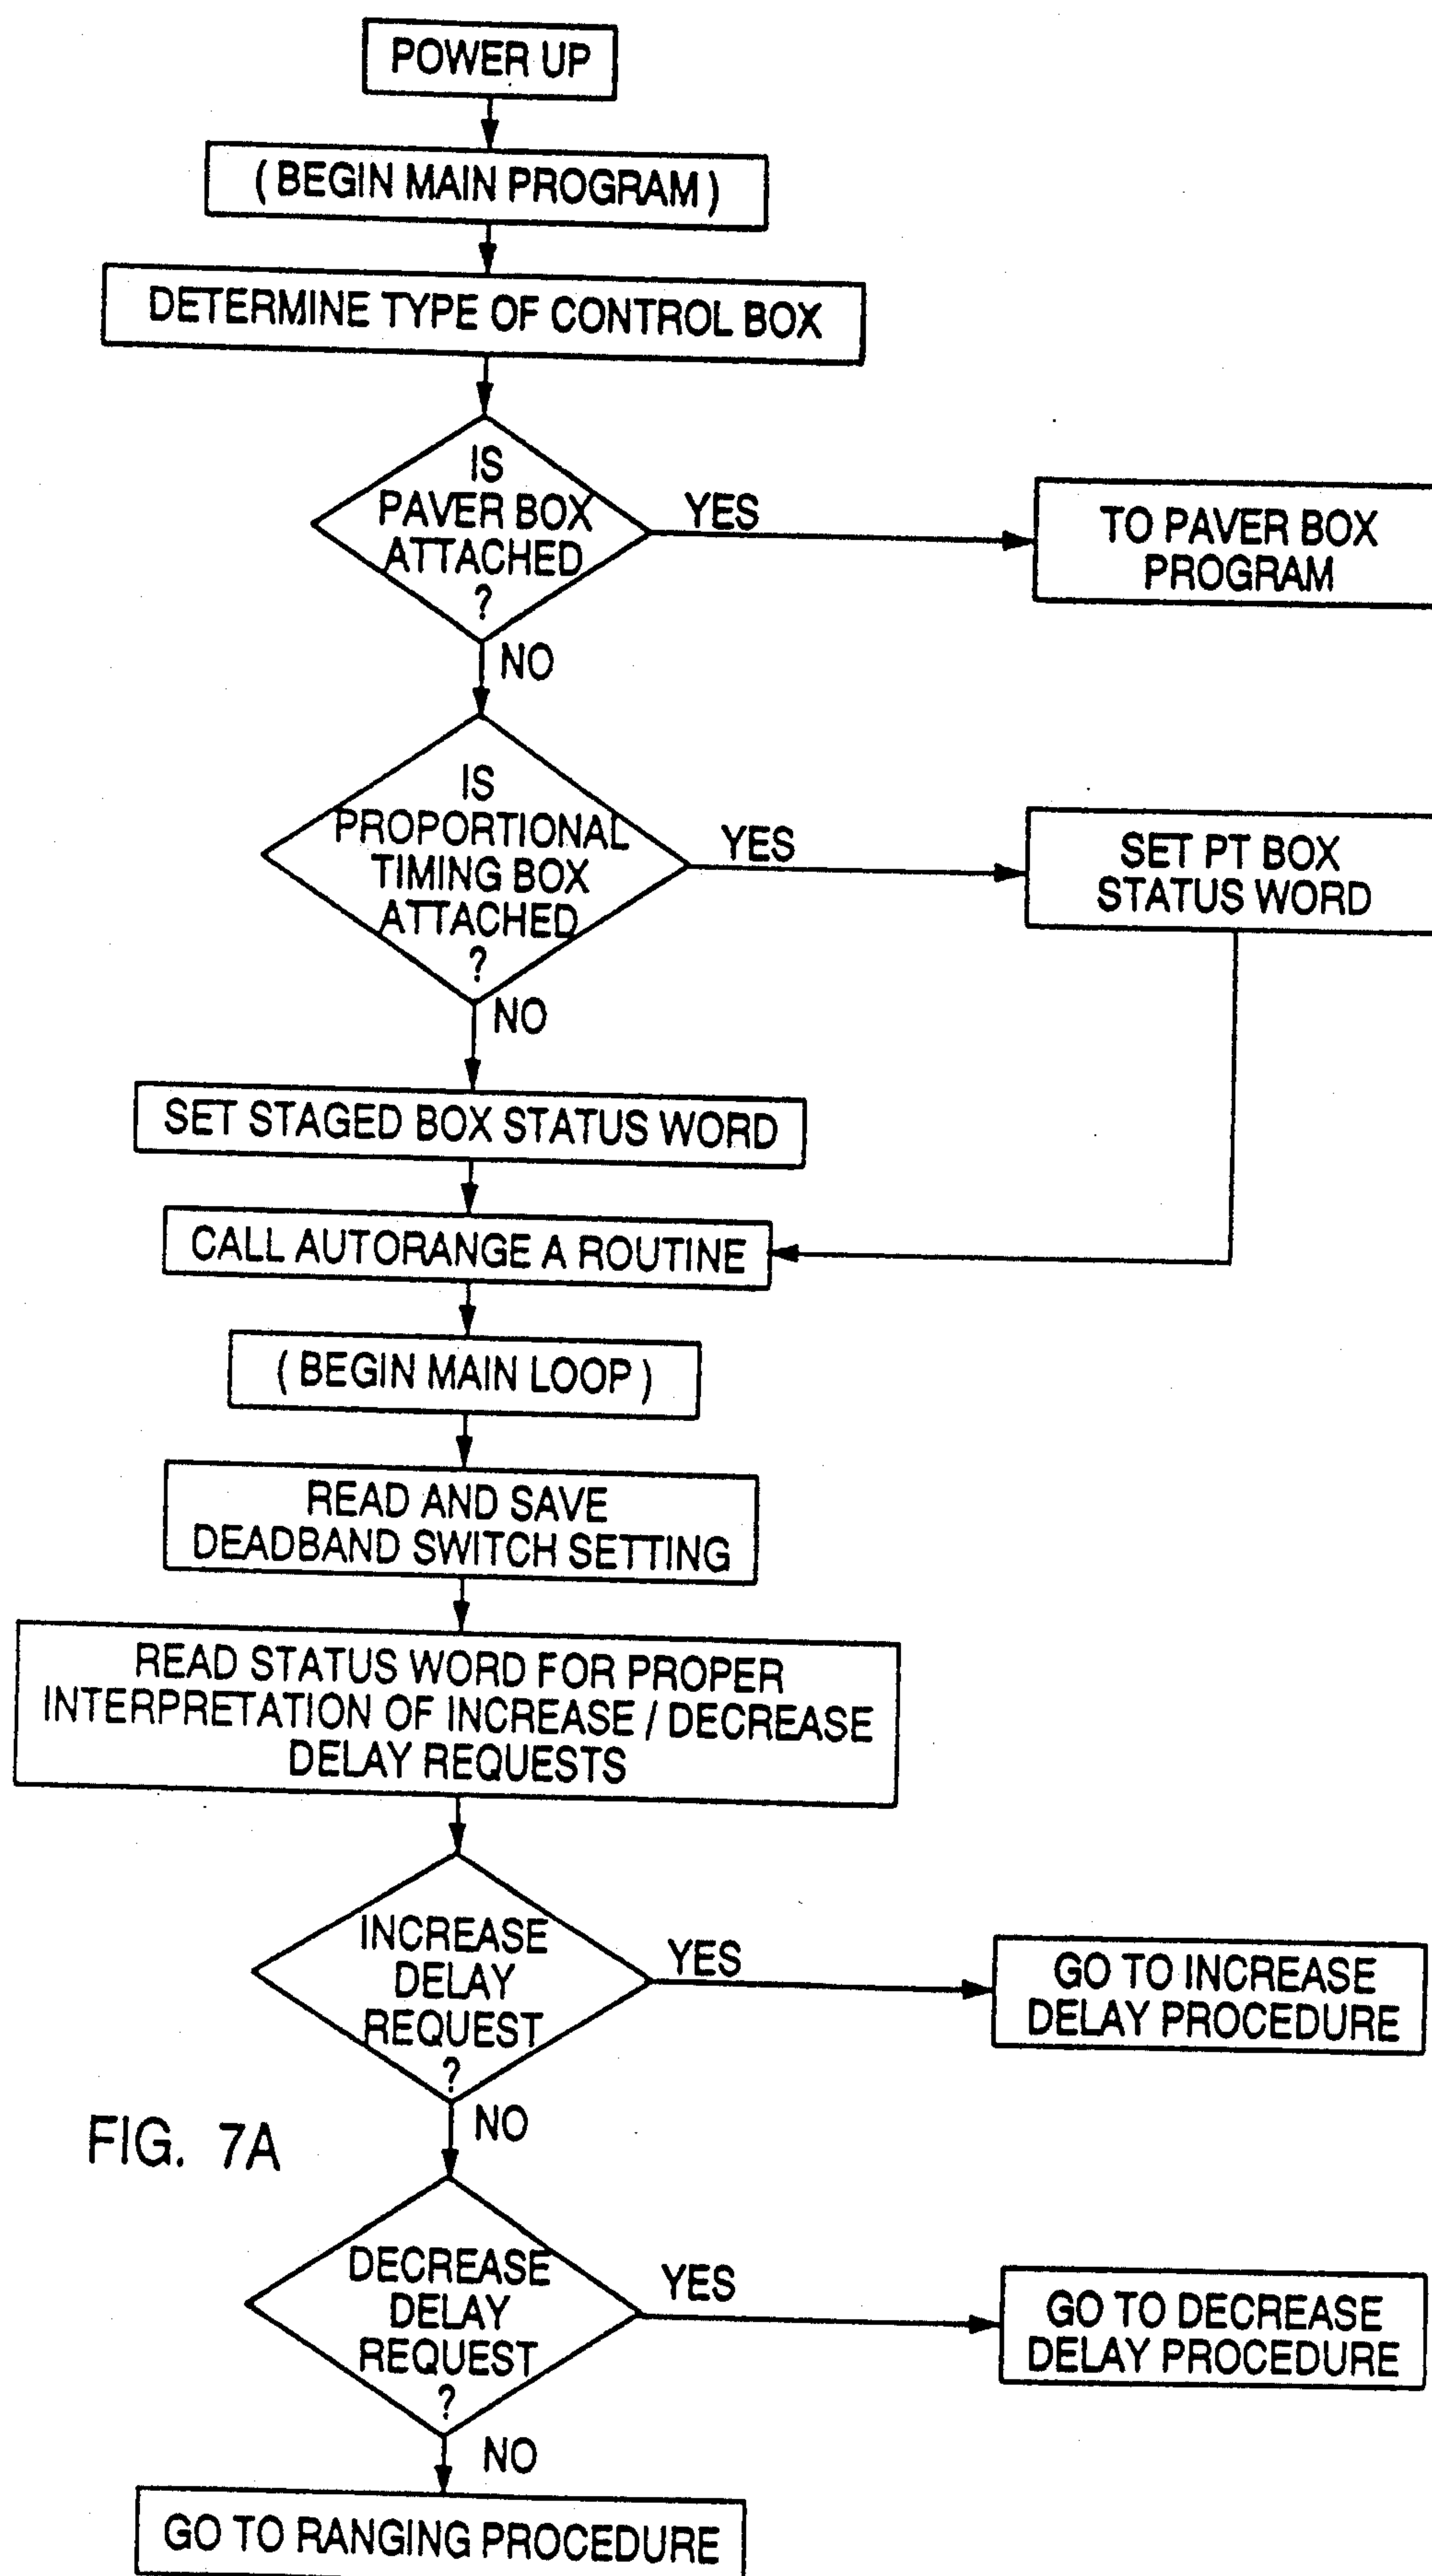 POWER UP
( BEGIN MAIN PROGRAM )
DETERMINE TYPE OF CONTROL BOX
IS
PAVER BOX
ATTACHED
?
YES
TO PAVER BOX
PROGRAM
NO
IS
PROPORTIONAL
TIMING BOX
ATTACHED
?
YES
SET PT BOX
STATUS WORD
NO
SET STAGED BOX STATUS WORD
CALL AUTORANGE A ROUTINE
( BEGIN MAIN LOOP )
READ AND SAVE
DEADBAND SWITCH SETTING
READ STATUS WORD FOR PROPER
INTERPRETATION OF INCREASE / DECREASE
DELAY REQUESTS
INCREASE
DELAY
REQUEST
?
YES
GO TO INCREASE
DELAY PROCEDURE
NO
FIG. 7A
DECREASE
DELAY
REQUEST
?
YES
GO TO DECREASE
DELAY PROCEDURE
NO
GO TO RANGING PROCEDURE